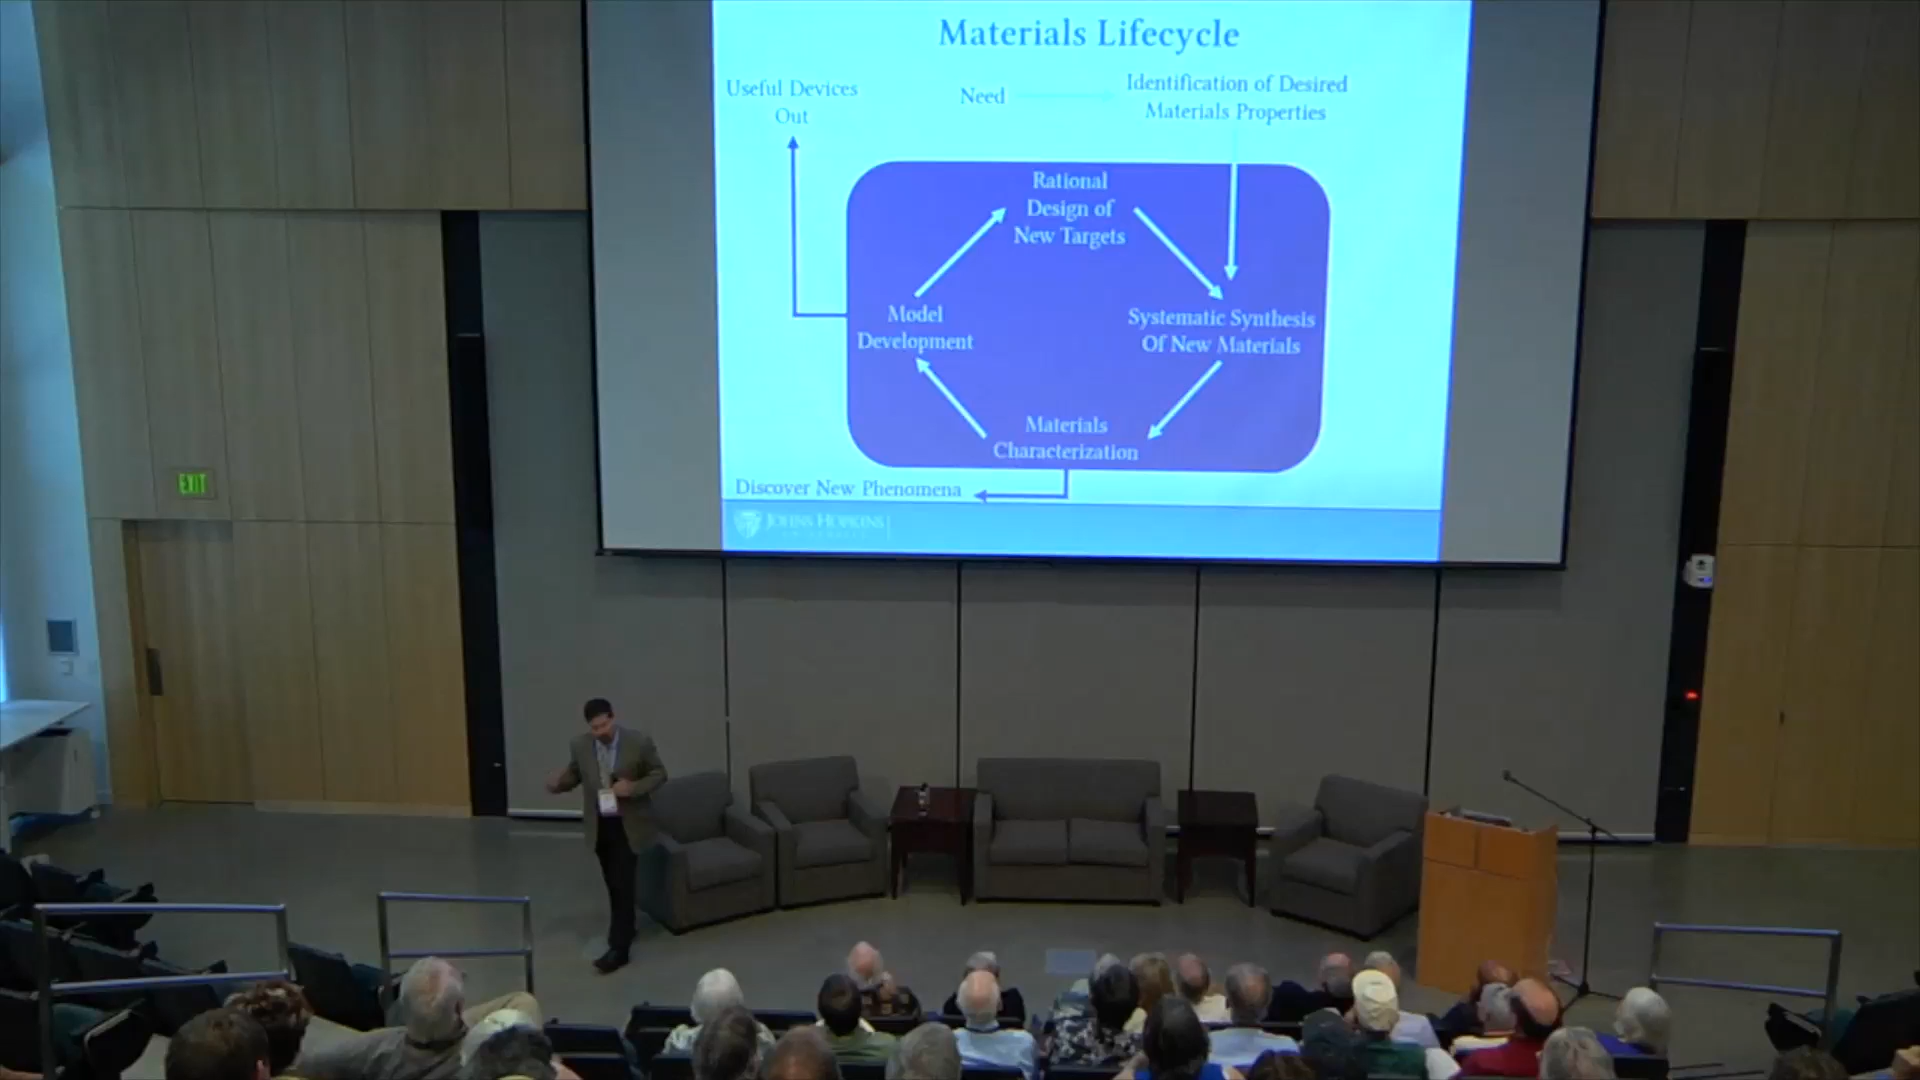 Materials Lifecycle
Useful Devices
Out
Need
Identification of Desired
Materials Properties
Rational
Design of
New Targets
Model
Development
Systematic Synthesis
Of New Materials
Materials
Characterization
Discover New Phenomena
JOHNS HOPKINS
UNIVERSITY
EXIT